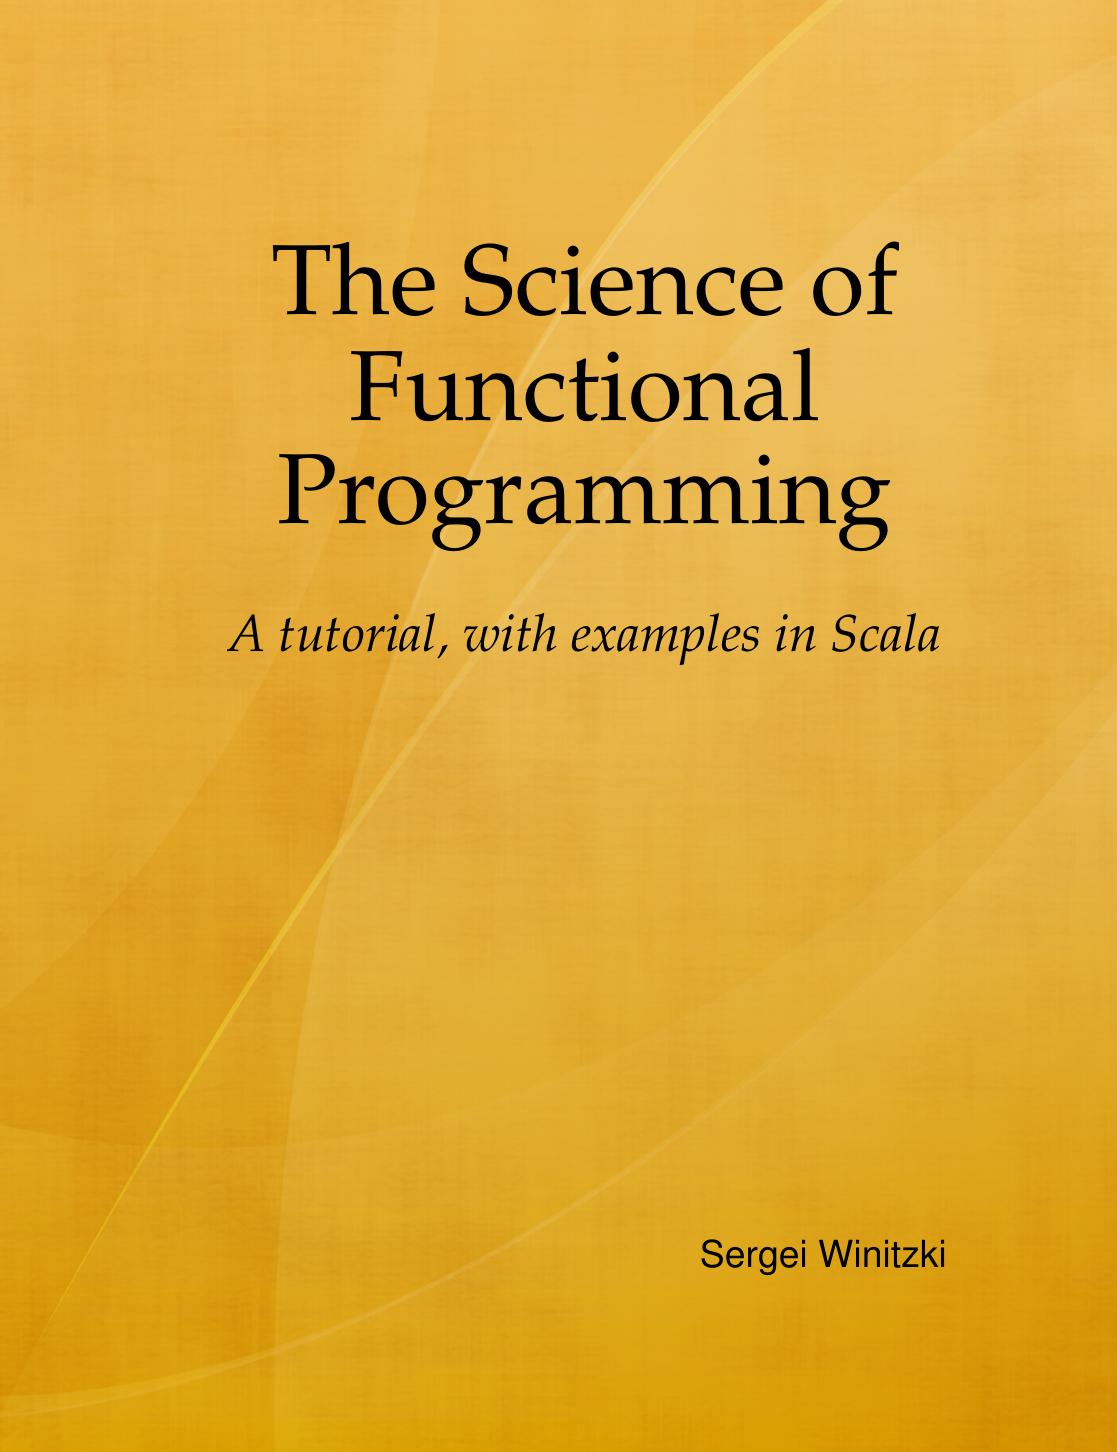 The Science of
Functional
Programming
A tutorial, with examples in Scala
Sergei Winitzki